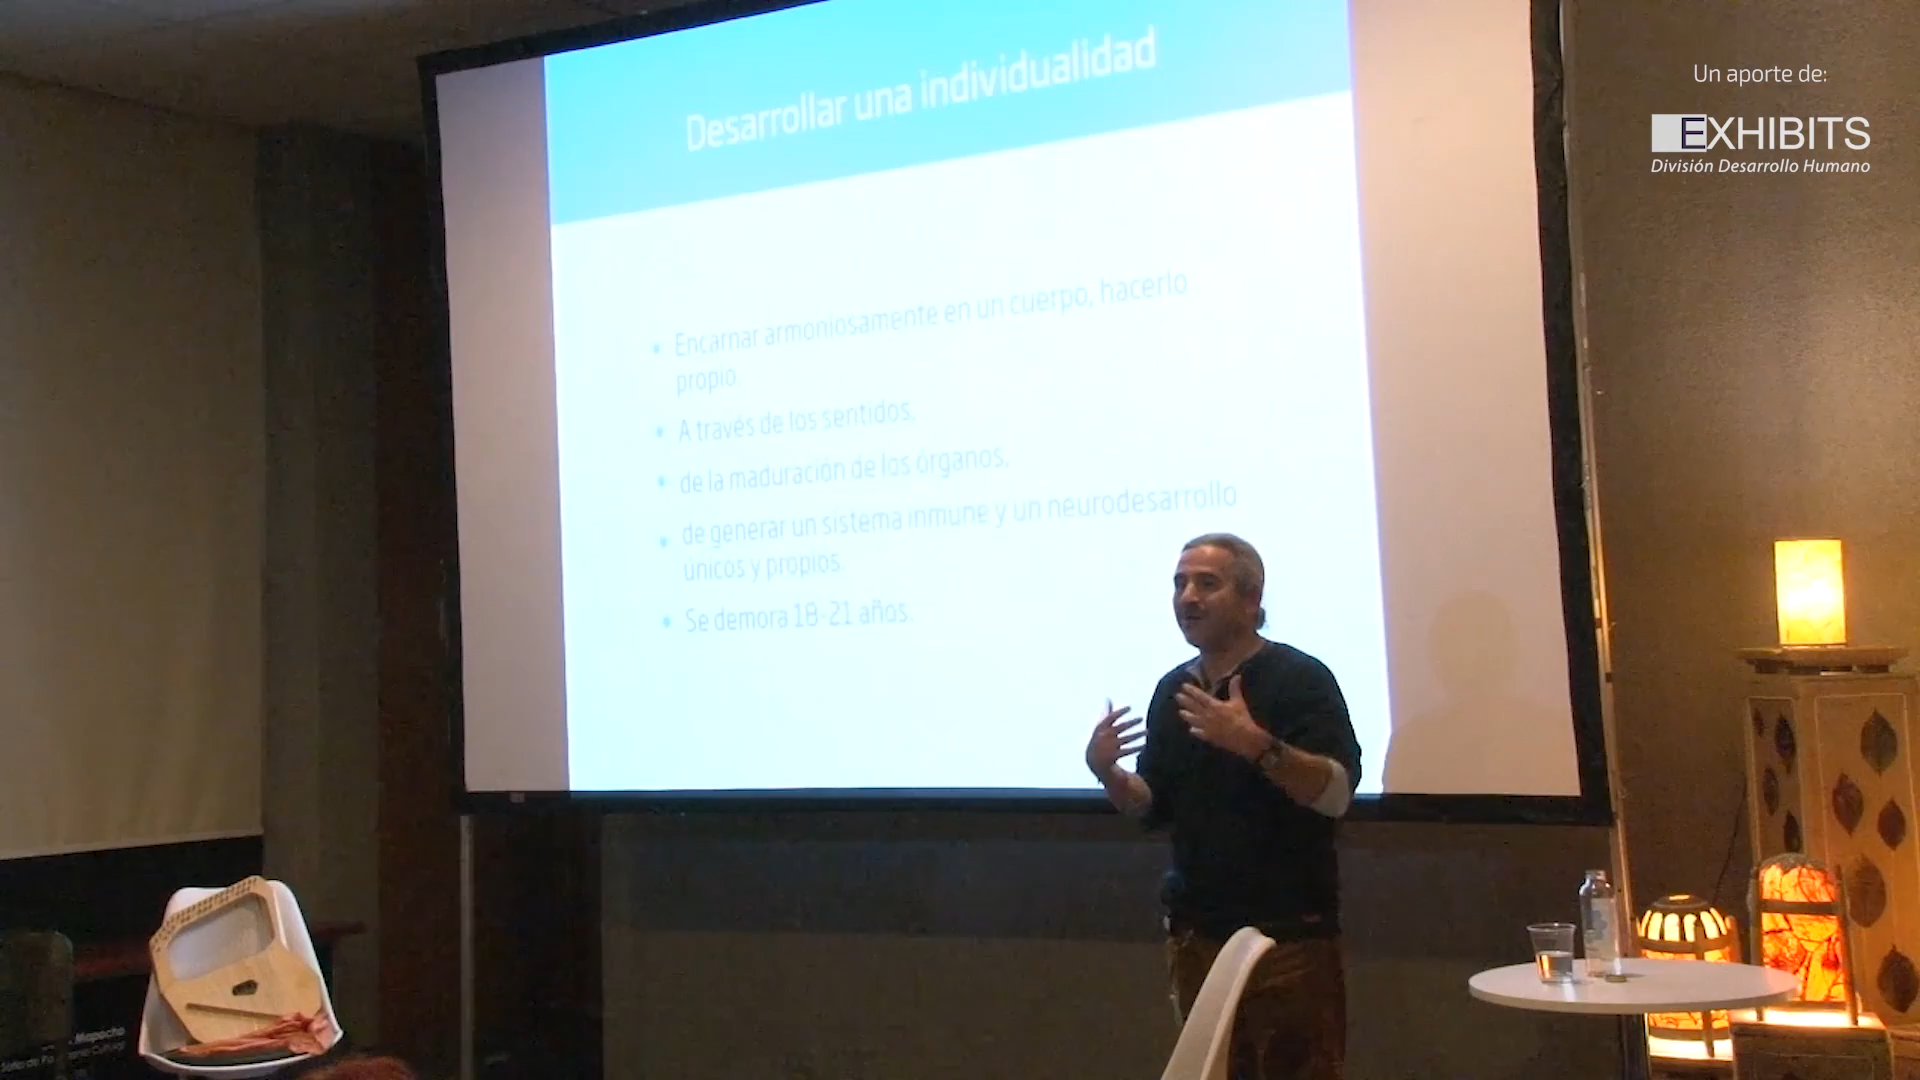 Un aporte de:
EXHIBITS
División Desarrollo Humano
Desarrollar una individualidad
• Encarnar armoniosamente en un cuerpo, hacerlo
propio.
• A través de los sentidos,
• de la maduración de los órganos,
• de generar un sistema inmune y un neurodesarrollo
únicos y propios.
• Se demora 18-21 años.
Mapocho